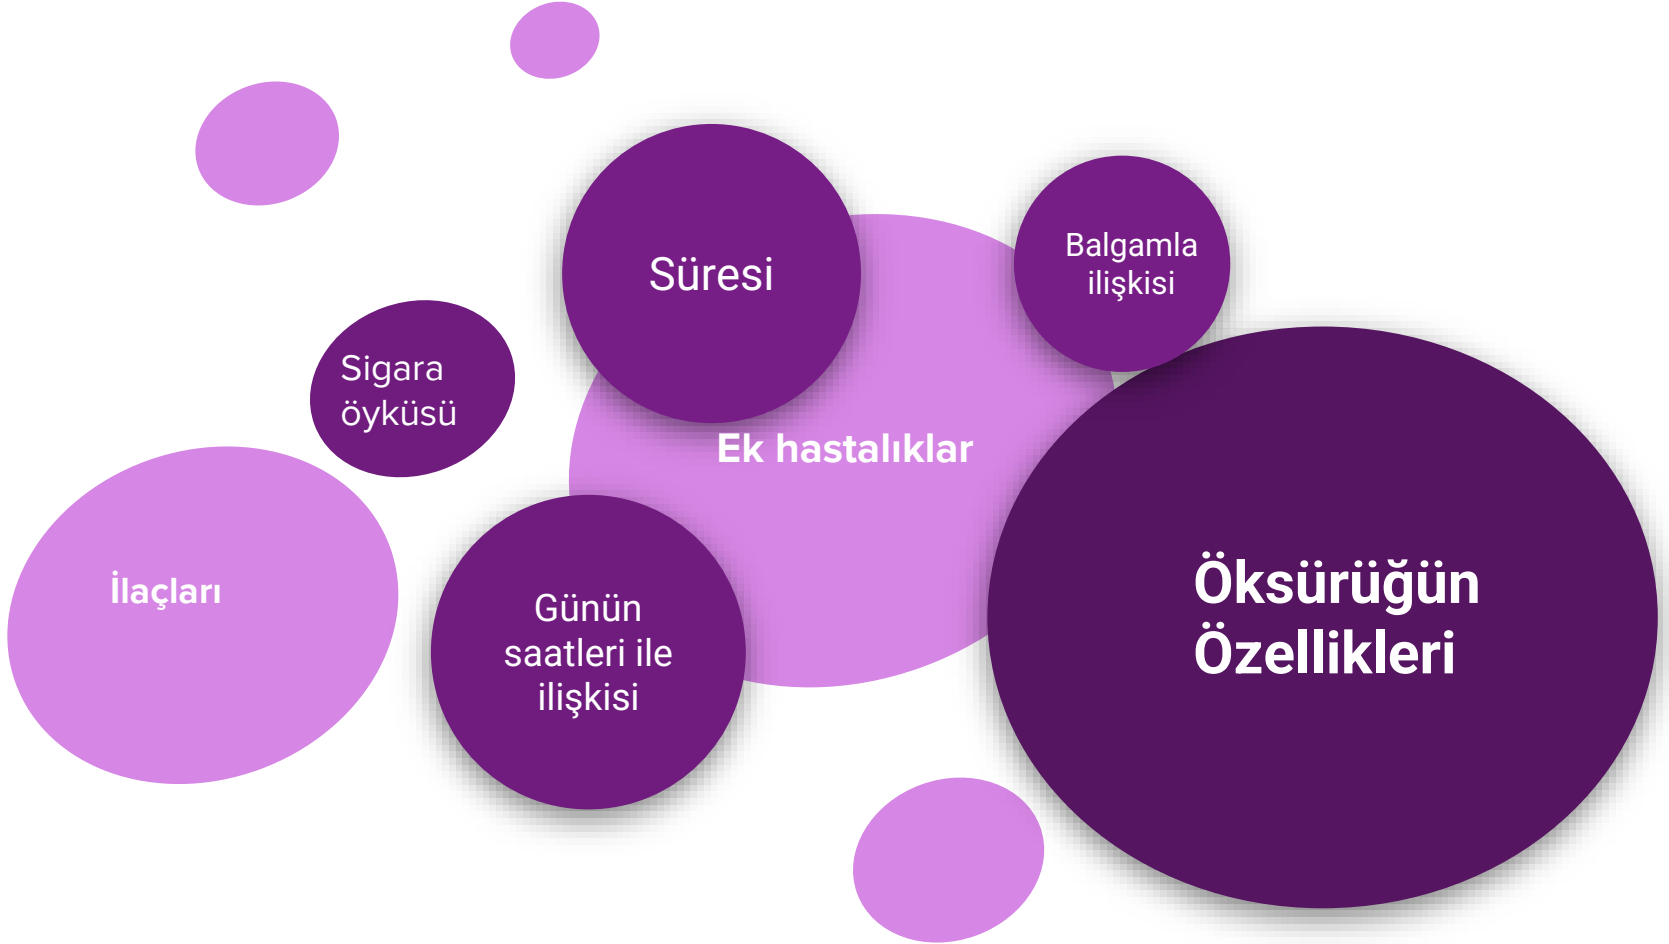 Süresi
Balgamla
ilişkisi
Sigara
öyküsü
Ek hastalıklar
İlaçları
Günün
saatleri ile
ilişkisi
Öksürüğün
Özellikleri